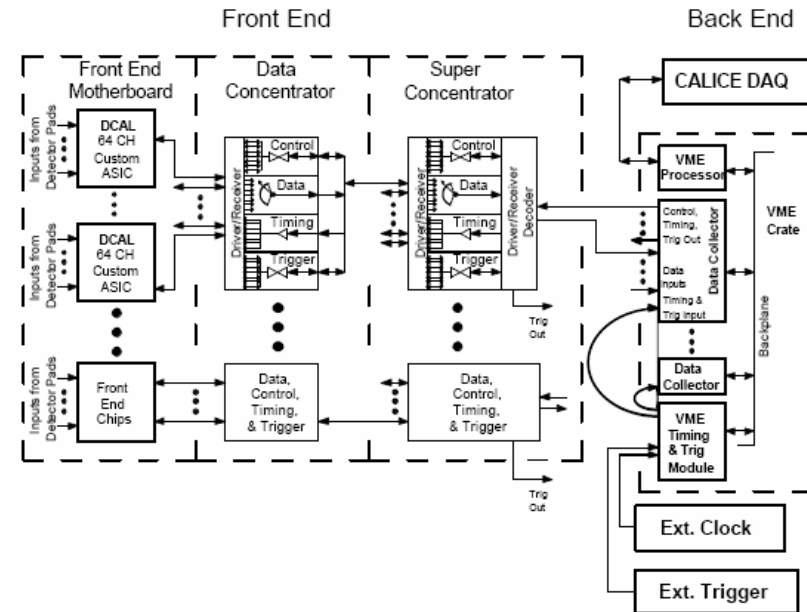 Front End
Back End
Front End
Motherboard
Data
Concentrator
Super
Concentrator
CALICE DAQ
Inputs from
Detector Pads
DCAL
64 CH
Custom
ASIC
Inputs from
Detector Pads
DCAL
64 CH
Custom
ASIC
Inputs from
Detector Pads
Front
End
Chips
Driver/Receiver
Control
Data
Timing
Trigger
Data,
Control,
Timing,
& Trigger
Driver/Receiver
Control
Data
Timing
Trigger
Driver/Receiver
Decoder
Trig
Out
Data,
Control,
Timing,
& Trigger
Trig
Out
VME
Processor
VME
Crate
Control,
Timing,
Trig Out
Data
Inputs
Timing &
Trig Input
Data Collector
Backplane
Data
Collector
VME
Timing
& Trig
Module
Ext. Clock
Ext. Trigger